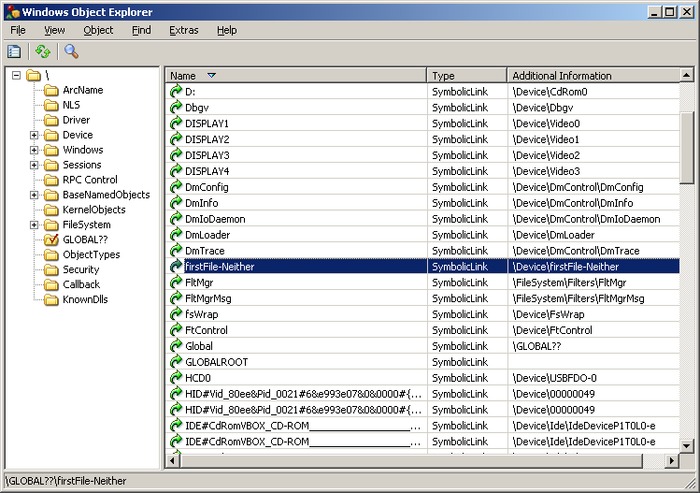 Windows Object Explorer
File View Object Find Extras Help
\
ArcName
NLS
Driver
Device
Windows
Sessions
RPC Control
BaseNamedObjects
KernelObjects
FileSystem
GLOBAL??
ObjectTypes
Security
Callback
KnownDlls
Name Type Additional Information
D: SymbolicLink \Device\CdRom0
Dbgv SymbolicLink \Device\Dbgv
DISPLAY1 SymbolicLink \Device\Video0
DISPLAY2 SymbolicLink \Device\Video1
DISPLAY3 SymbolicLink \Device\Video2
DISPLAY4 SymbolicLink \Device\Video3
DmConfig SymbolicLink \Device\DmControl\DmConfig
DmInfo SymbolicLink \Device\DmControl\DmInfo
DmIoDaemon SymbolicLink \Device\DmControl\DmIoDaemon
DmLoader SymbolicLink \Device\DmLoader
DmTrace SymbolicLink \Device\DmControl\DmTrace
firstFile-Neither SymbolicLink \Device\firstFile-Neither
FltMgr SymbolicLink \FileSystem\Filters\FltMgr
FltMgrMsg SymbolicLink \FileSystem\Filters\FltMgrMsg
fsWrap SymbolicLink \Device\FsWrap
FtControl SymbolicLink \Device\FtControl
Global SymbolicLink \GLOBAL??
GLOBALROOT SymbolicLink
HCD0 SymbolicLink \Device\USBFDO-0
HID#Vid_80ee&Pid_0021#6&e993e07&0&0000#{... SymbolicLink \Device\00000049
HID#Vid_80ee&Pid_0021#6&e993e07&0&0000#{... SymbolicLink \Device\00000049
IDE#CdRomVBOX_CD-ROM____________________... SymbolicLink \Device\Ide\IdeDeviceP1T0L0-e
IDE#CdRomVBOX_CD-ROM____________________... SymbolicLink \Device\Ide\IdeDeviceP1T0L0-e
\GLOBAL??\firstFile-Neither